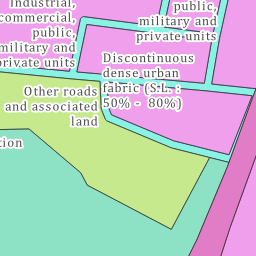 Industrial,
commercial,
public,
military and
private units
public,
military and
private units
Discontinuous
dense urban
fabric (S.L. :
50% - 80%)
Other roads
and associated
land